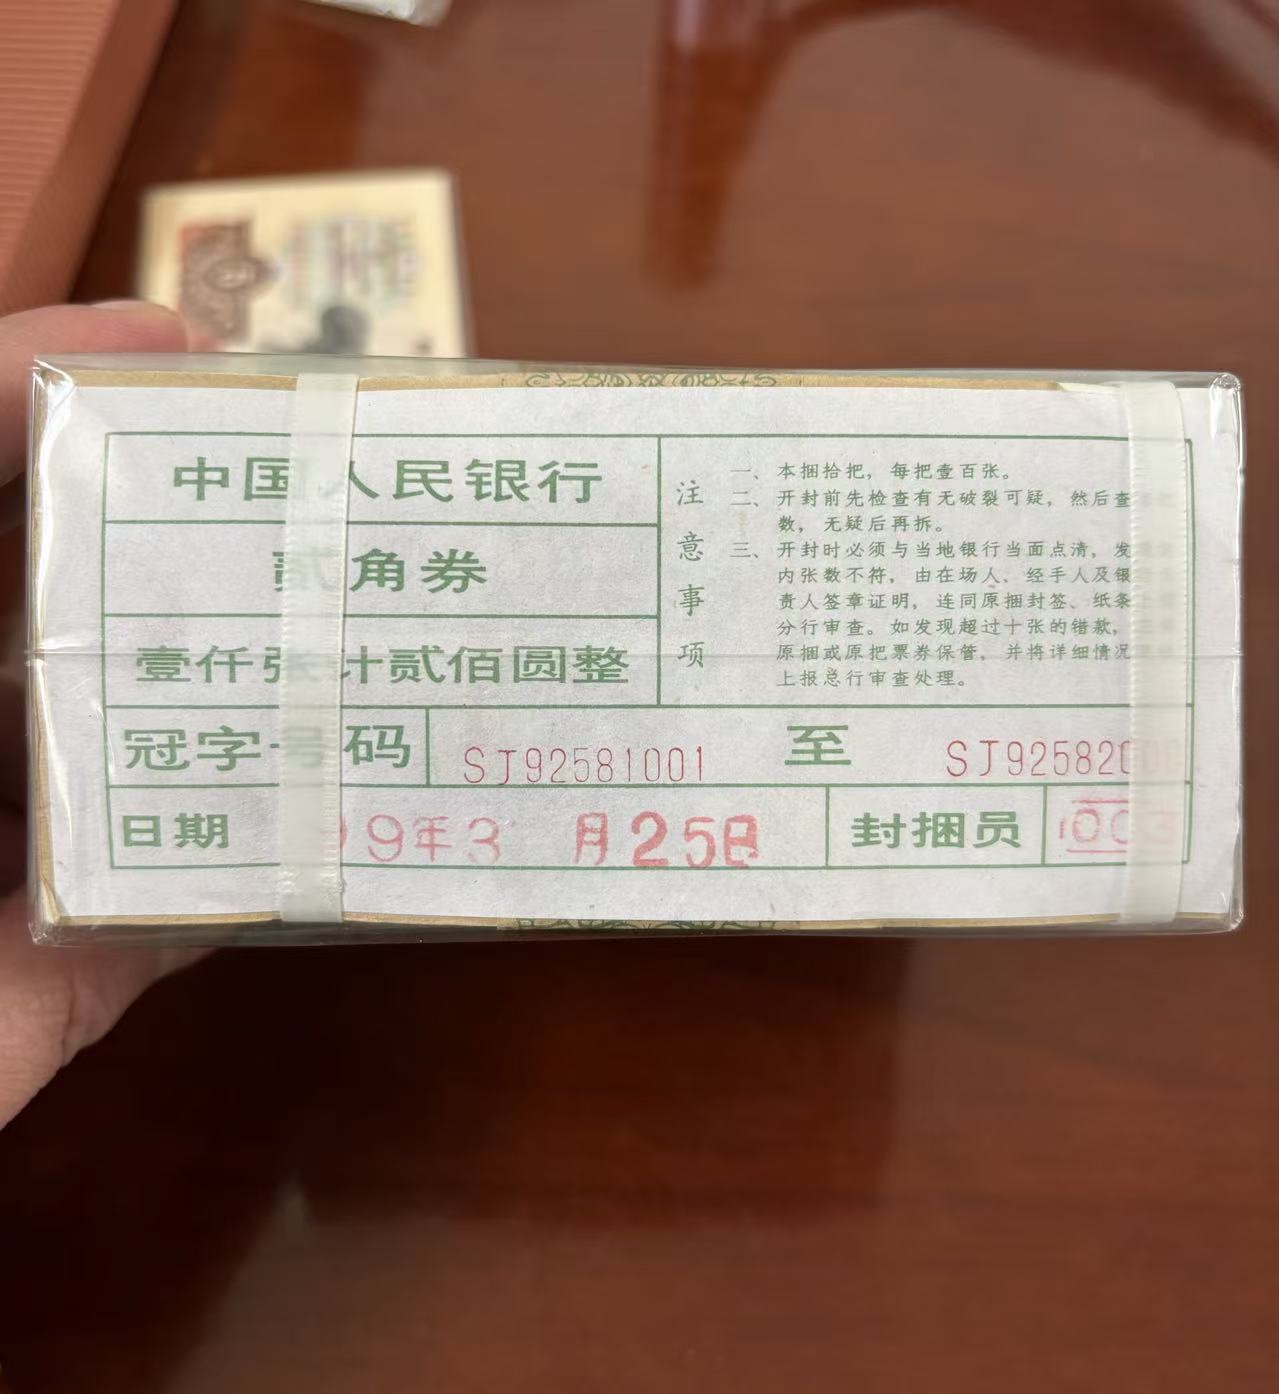 中国人民银行
贰角券
壹仟张计贰佰圆整
注意事项
一、本捆拾把，每把壹百张。
二、开封前先检查有无破裂可疑，然后查
数，无疑后再拆。
三、开封时必须与当地银行当面点清，发
内张数不符，由在场人、经手人及银
责人签章证明，连同原捆封签、纸条
分行审查。如发现超过十张的错款，
原捆或原把票券保管，并将详细情况
上报总行审查处理。
冠字号码 SJ92581001 至 SJ92582000
日期 99年3月25日 封捆员 003